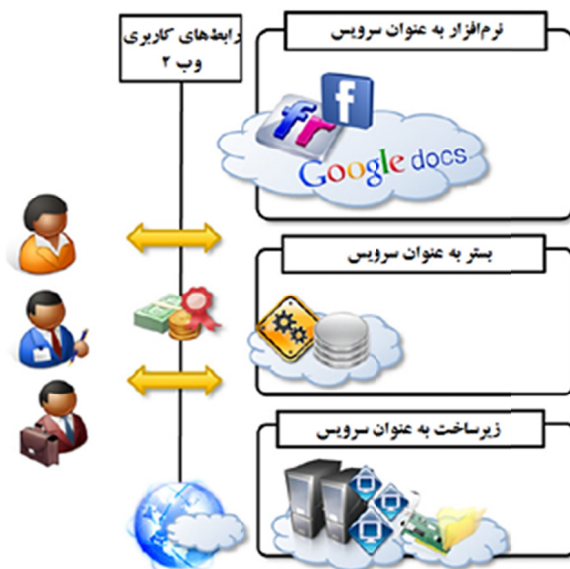 نرم‌افزار به عنوان سرویس
رابط‌های کاربری
وب ۲
f
fr
Google docs
بستر به عنوان سرویس
زیرساخت به عنوان سرویس